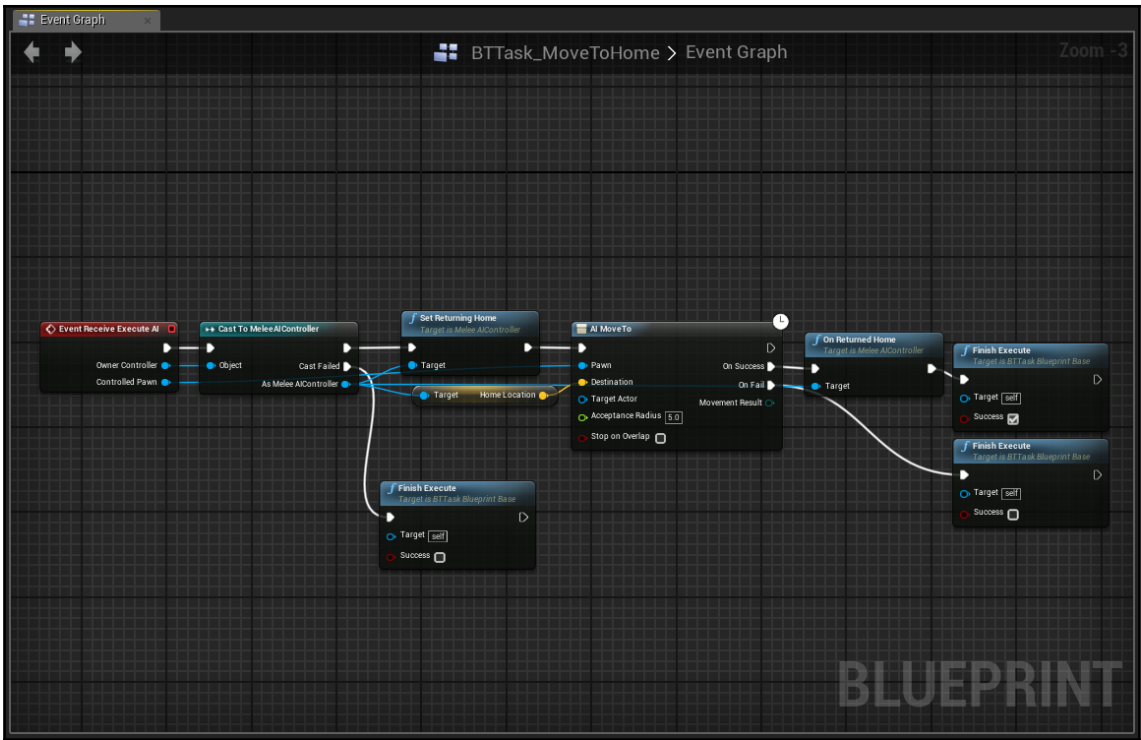 Event Graph
BTTask_MoveToHome > Event Graph
Zoom -3
Event Receive Execute AI
Owner Controller
Controlled Pawn
Cast To MeleeAIController
Object
Cast Failed
As Melee AIController
Set Returning Home
Target is Melee AIController
Target
Target Home Location
AI MoveTo
Pawn
On Success
Destination
On Fail
Target Actor
Movement Result
Acceptance Radius 5.0
Stop on Overlap
On Returned Home
Target is Melee AIController
Target
Finish Execute
Target is BTTask Blueprint Base
Target self
Success
Finish Execute
Target is BTTask Blueprint Base
Target self
Success
Finish Execute
Target is BTTask Blueprint Base
Target self
Success
BLUEPRINT